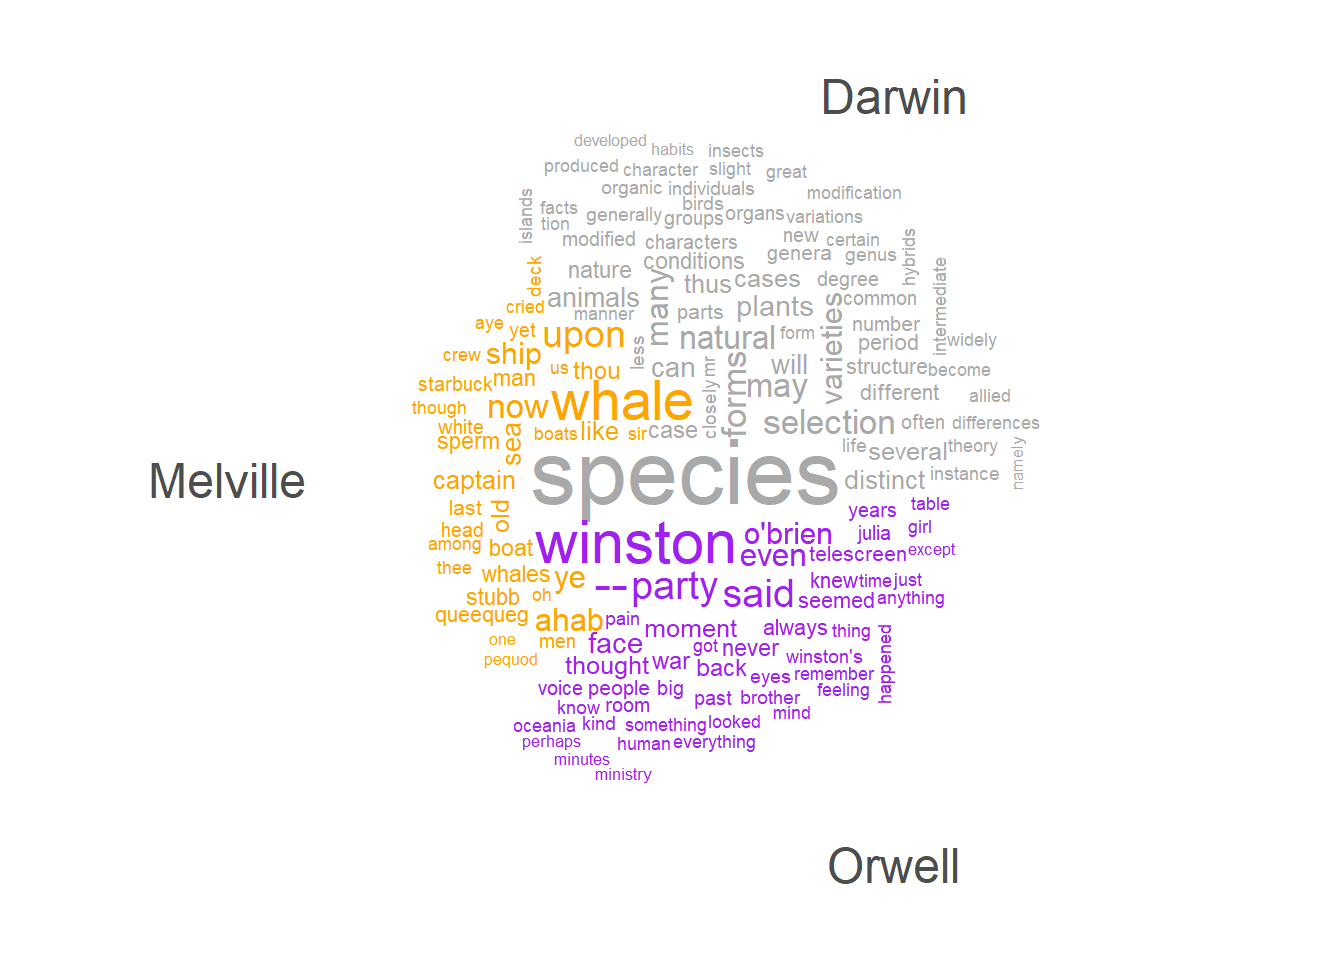 Darwin
developed
habits
insects
produced
character
slight
great
organic
individuals
modification
islands
facts
birds
tion
generally
groups
organs
variations
modified
characters
new
certain
conditions
genera
genus
hybrids
nature
many
thus
cases
degree
intermediate
deck
animals
plants
varieties
common
cried
manner
parts
aye
yet
upon
natural
form
number
less
period
widely
crew
ship
us
thou
can
mr
will
structure
become
starbuck
man
whale
closely
forms
may
different
allied
though
now
selection
often
differences
white
sea
boats
like
sir
case
sperm
life
several
theory
namely
Melville
captain
species
distinct
instance
last
old
years
table
head
winston
o'brien
julia
girl
among
boat
even
telescreen
except
thee
whales
ye
--
party
said
knew
time
just
stubb
oh
seemed
anything
queequeg
ahab
pain
moment
always
thing
one
men
face
got
never
happened
pequod
thought
war
back
winston's
eyes
remember
voice
people
big
past
brother
feeling
know
room
mind
oceania
kind
something
looked
perhaps
human
everything
minutes
ministry
Orwell